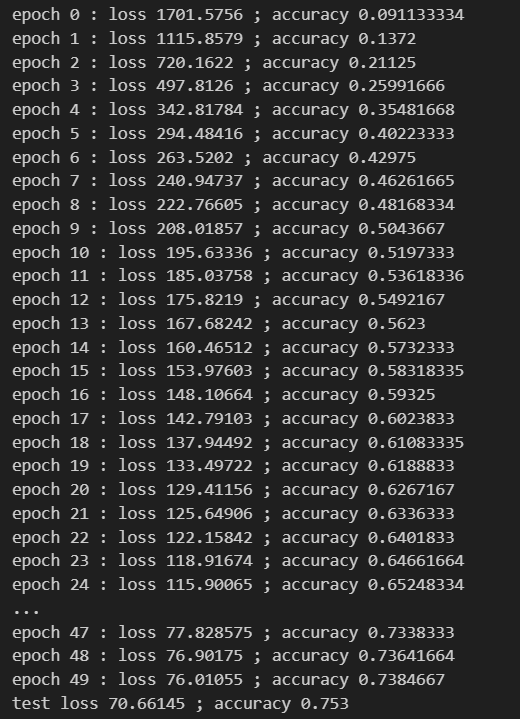 epoch 0 : loss 1701.5756 ; accuracy 0.091133334
epoch 1 : loss 1115.8579 ; accuracy 0.1372
epoch 2 : loss 720.1622 ; accuracy 0.21125
epoch 3 : loss 497.8126 ; accuracy 0.25991666
epoch 4 : loss 342.81784 ; accuracy 0.35481668
epoch 5 : loss 294.48416 ; accuracy 0.40223333
epoch 6 : loss 263.5202 ; accuracy 0.42975
epoch 7 : loss 240.94737 ; accuracy 0.46261665
epoch 8 : loss 222.76605 ; accuracy 0.48168334
epoch 9 : loss 208.01857 ; accuracy 0.5043667
epoch 10 : loss 195.63336 ; accuracy 0.5197333
epoch 11 : loss 185.03758 ; accuracy 0.53618336
epoch 12 : loss 175.8219 ; accuracy 0.5492167
epoch 13 : loss 167.68242 ; accuracy 0.5623
epoch 14 : loss 160.46512 ; accuracy 0.5732333
epoch 15 : loss 153.97603 ; accuracy 0.58318335
epoch 16 : loss 148.10664 ; accuracy 0.59325
epoch 17 : loss 142.79103 ; accuracy 0.6023833
epoch 18 : loss 137.94492 ; accuracy 0.61083335
epoch 19 : loss 133.49722 ; accuracy 0.6188833
epoch 20 : loss 129.41156 ; accuracy 0.6267167
epoch 21 : loss 125.64906 ; accuracy 0.6336333
epoch 22 : loss 122.15842 ; accuracy 0.6401833
epoch 23 : loss 118.91674 ; accuracy 0.64661664
epoch 24 : loss 115.90065 ; accuracy 0.65248334
...
epoch 47 : loss 77.828575 ; accuracy 0.7338333
epoch 48 : loss 76.90175 ; accuracy 0.73641664
epoch 49 : loss 76.01055 ; accuracy 0.7384667
test loss 70.66145 ; accuracy 0.753